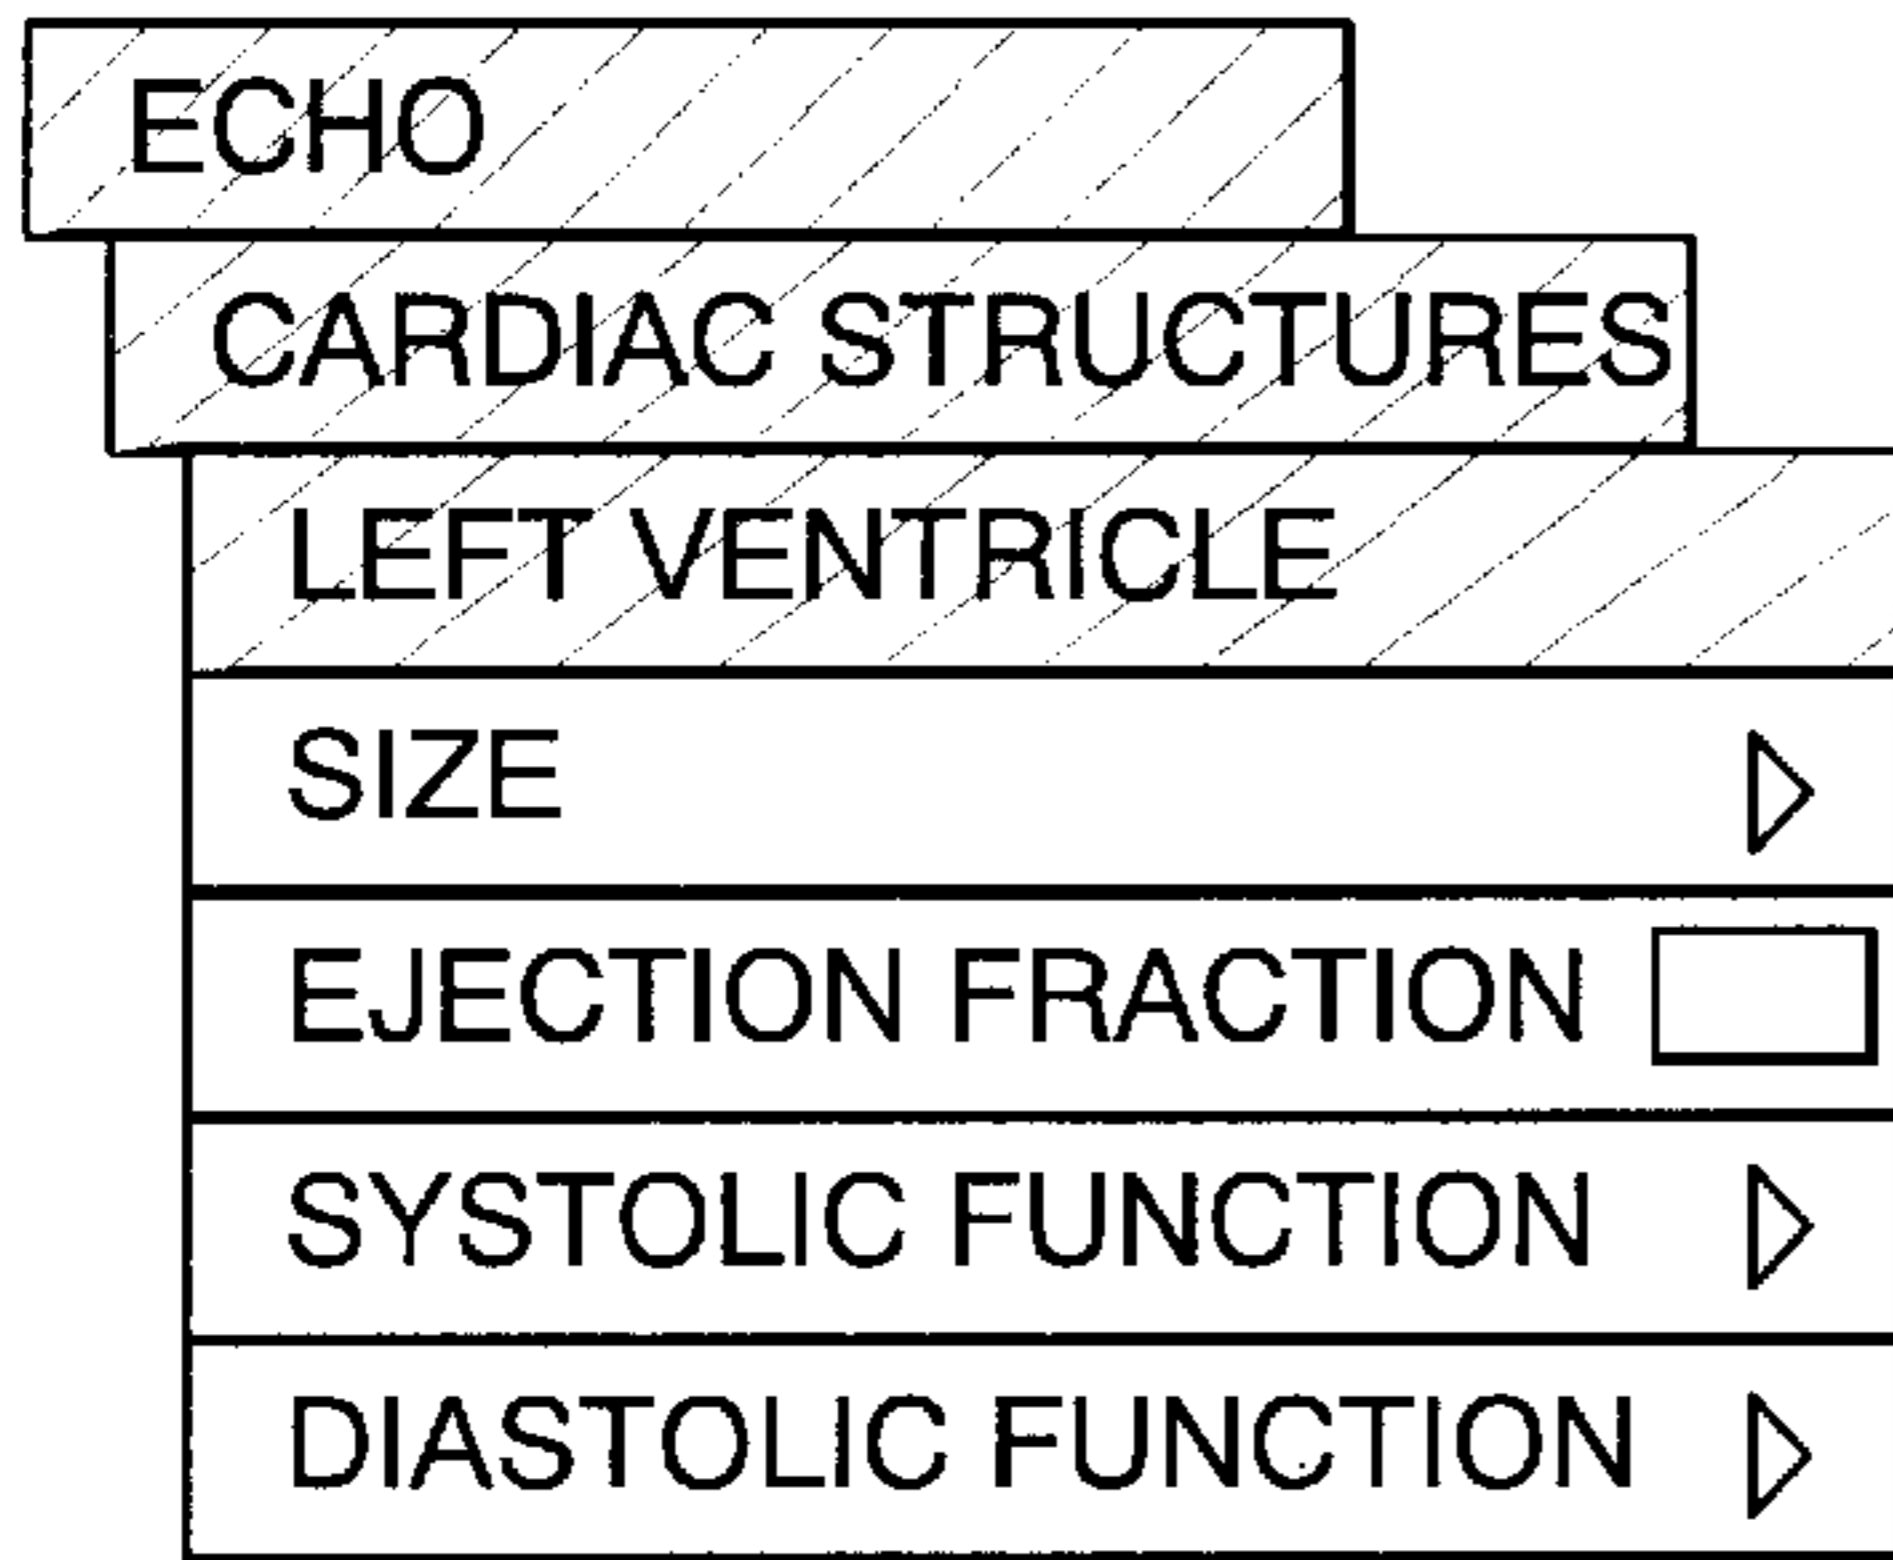 ECHO
CARDIAC STRUCTURES
LEFT VENTRICLE
SIZE
EJECTION FRACTION
SYSTOLIC FUNCTION
DIASTOLIC FUNCTION